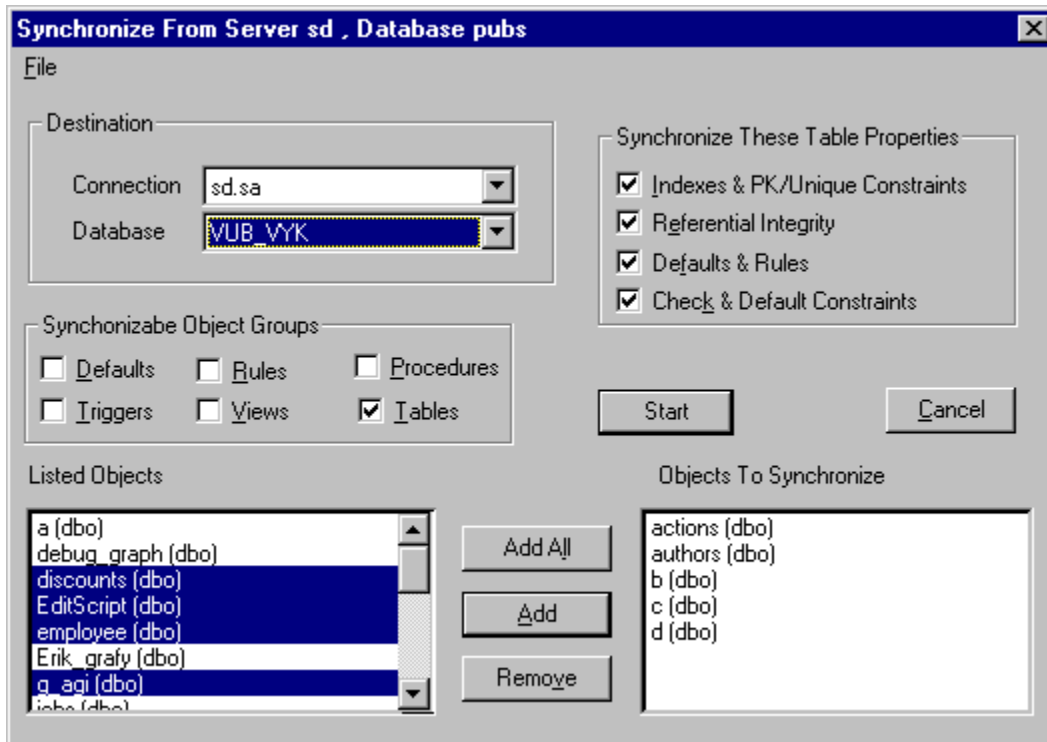 Synchronize From Server sd , Database pubs
File
Destination
Connection sd.sa
Database VUB_VYK
Synchronize These Table Properties
Indexes & PK/Unique Constraints
Referential Integrity
Defaults & Rules
Check & Default Constraints
Synchonizabe Object Groups
Defaults Rules Procedures
Triggers Views Tables
Start Cancel
Listed Objects
a (dbo)
debug_graph (dbo)
discounts (dbo)
EditScript (dbo)
employee (dbo)
Erik_grafy (dbo)
g_agi (dbo)
jobs (dbo)
Add All
Add
Remove
Objects To Synchronize
actions (dbo)
authors (dbo)
b (dbo)
c (dbo)
d (dbo)